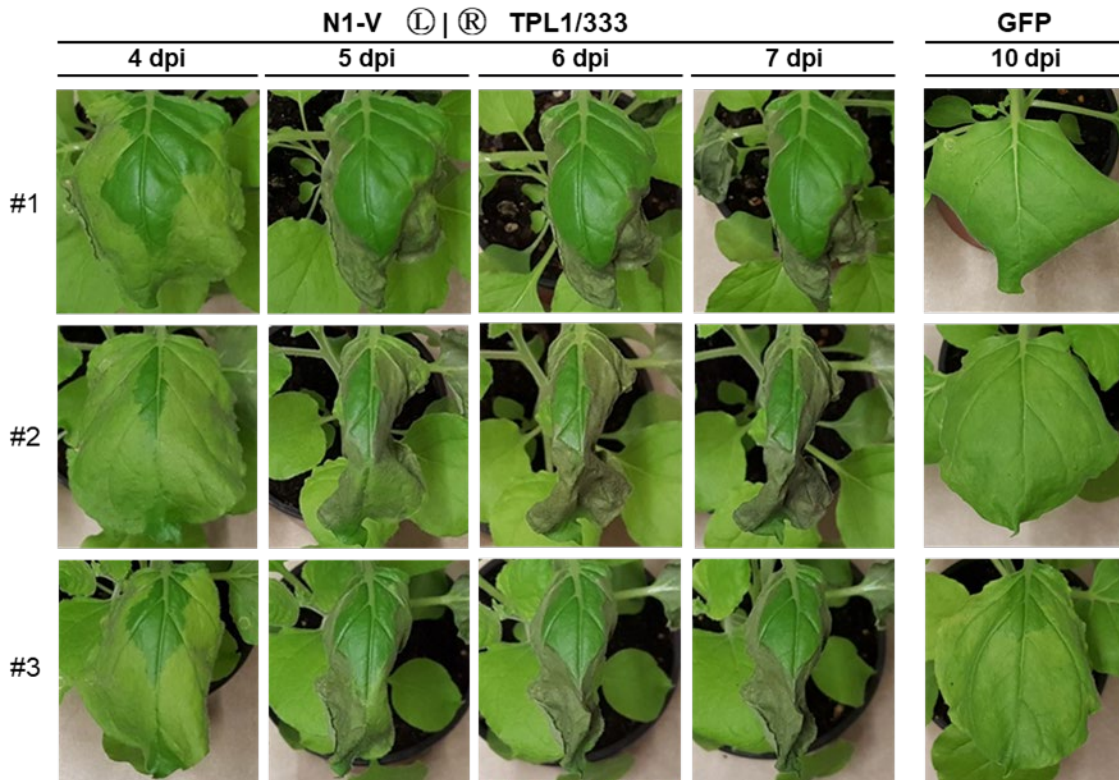 N1-V Ⓛ | Ⓡ TPL1/333 GFP
4 dpi 5 dpi 6 dpi 7 dpi 10 dpi
#1
#2
#3